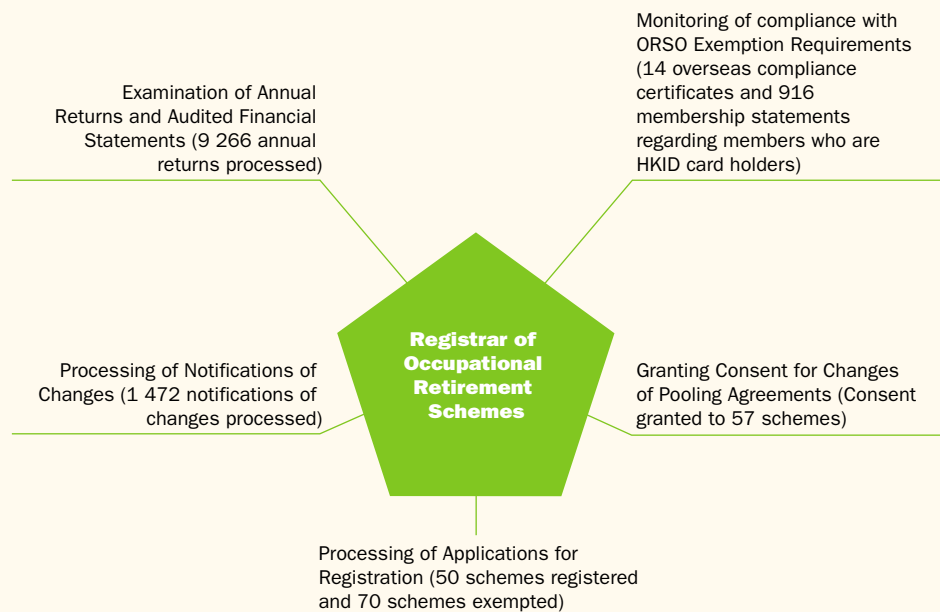 Examination of Annual
Returns and Audited Financial
Statements (9 266 annual
returns processed)
Monitoring of compliance with
ORSO Exemption Requirements
(14 overseas compliance
certificates and 916
membership statements
regarding members who are
HKID card holders)
Registrar of
Occupational
Retirement
Schemes
Processing of Notifications of
Changes (1 472 notifications of
changes processed)
Granting Consent for Changes
of Pooling Agreements (Consent
granted to 57 schemes)
Processing of Applications for
Registration (50 schemes registered
and 70 schemes exempted)